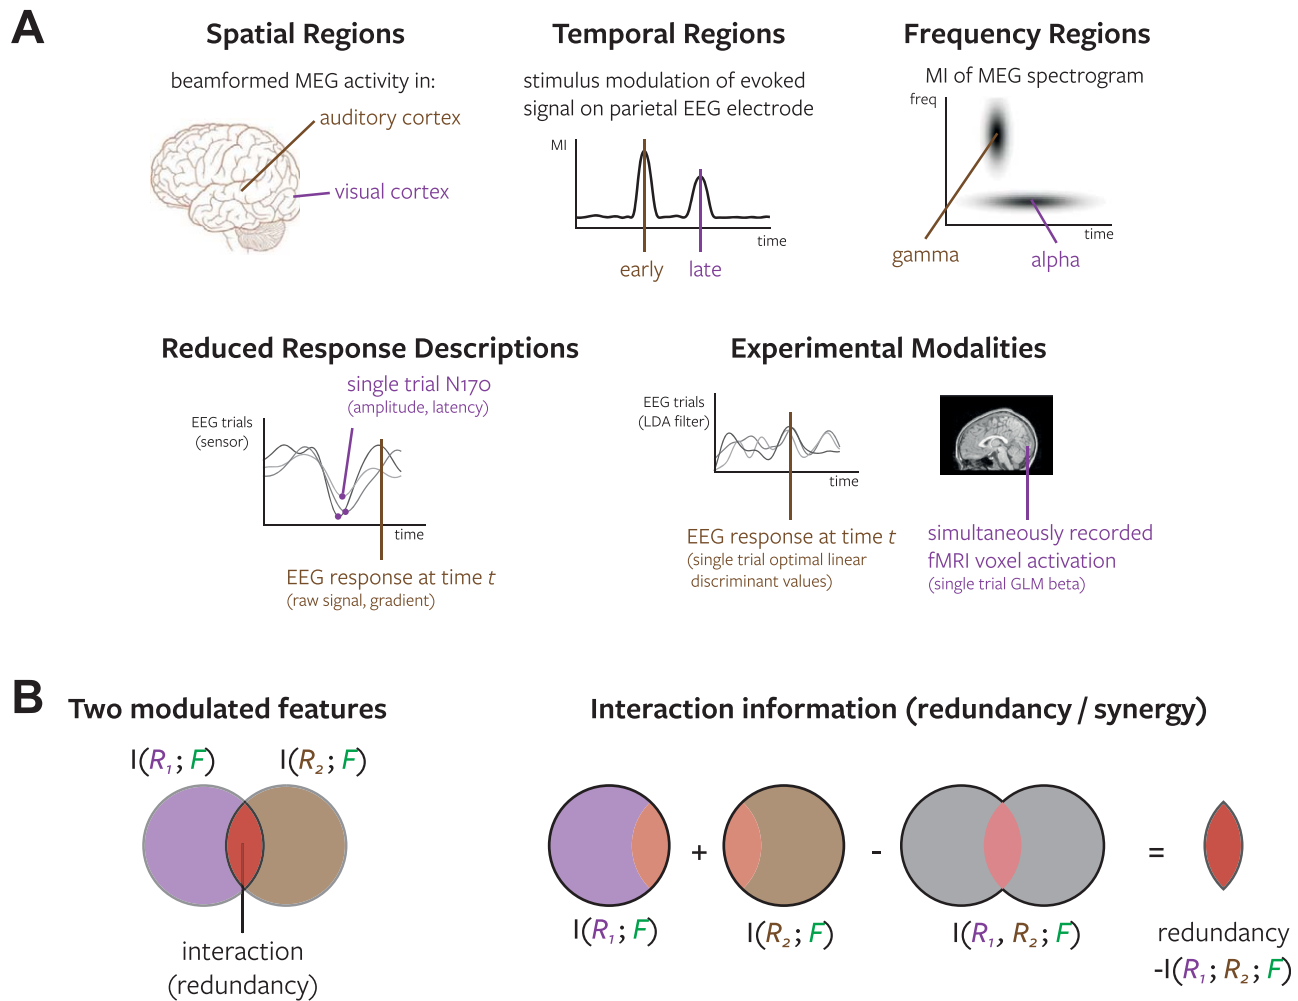 A
Spatial Regions
beamformed MEG activity in:
auditory cortex
visual cortex
Temporal Regions
stimulus modulation of evoked
signal on parietal EEG electrode
MI
time
early
late
Frequency Regions
MI of MEG spectrogram
freq
time
gamma
alpha
Reduced Response Descriptions
single trial N170
(amplitude, latency)
EEG trials
(sensor)
time
EEG response at time t
(raw signal, gradient)
Experimental Modalities
EEG trials
(LDA filter)
time
EEG response at time t
(single trial optimal linear
discriminant values)
simultaneously recorded
fMRI voxel activation
(single trial GLM beta)
B
Two modulated features
I(R₁; F)
I(R₂; F)
interaction
(redundancy)
Interaction information (redundancy / synergy)
+
-
=
I(R₁; F)
I(R₂; F)
I(R₁, R₂; F)
redundancy
-I(R₁; R₂; F)